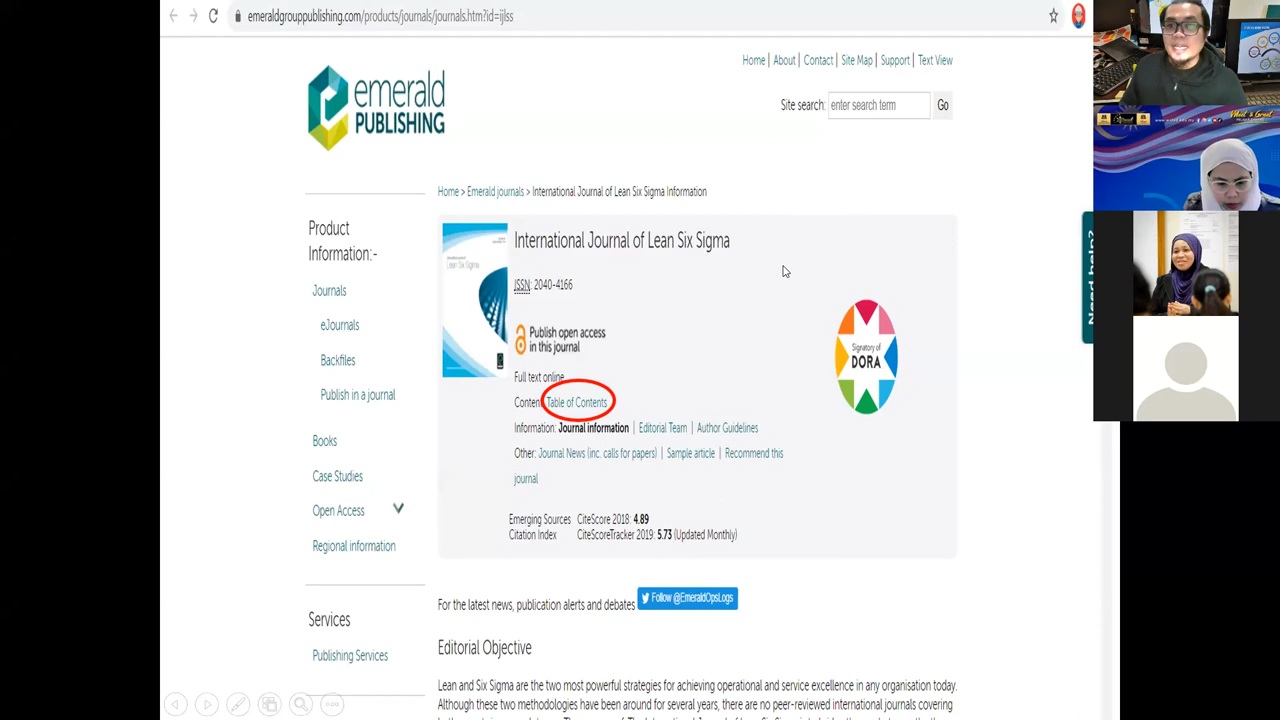 emeraldgrouppublishing.com/products/journals/journals.htm?id=ijlss
Home | About | Contact | Site Map | Support | Text View
emerald
PUBLISHING
Site search: enter search term Go
Home > Emerald journals > International Journal of Lean Six Sigma Information
Product
Information:-
Journals
eJournals
Backfiles
Publish in a journal
Books
Case Studies
Open Access
Regional information
Services
Publishing Services
Lean Six Sigma
International Journal of Lean Six Sigma
ISSN: 2040-4166
Publish open access
in this journal
Full text online
Content Table of Contents
Information: Journal information | Editorial Team | Author Guidelines
Other: Journal News (inc. calls for papers) | Sample article | Recommend this
journal
Emerging Sources CiteScore 2018: 4.89
Citation Index CiteScoreTracker 2019: 5.73 (Updated Monthly)
Signatory of
DORA
Need help?
For the latest news, publication alerts and debates Follow @EmeraldOpsLogs
Editorial Objective
Lean and Six Sigma are the two most powerful strategies for achieving operational and service excellence in any organisation today.
Although these two methodologies have been around for several years, there are no peer-reviewed international journals covering